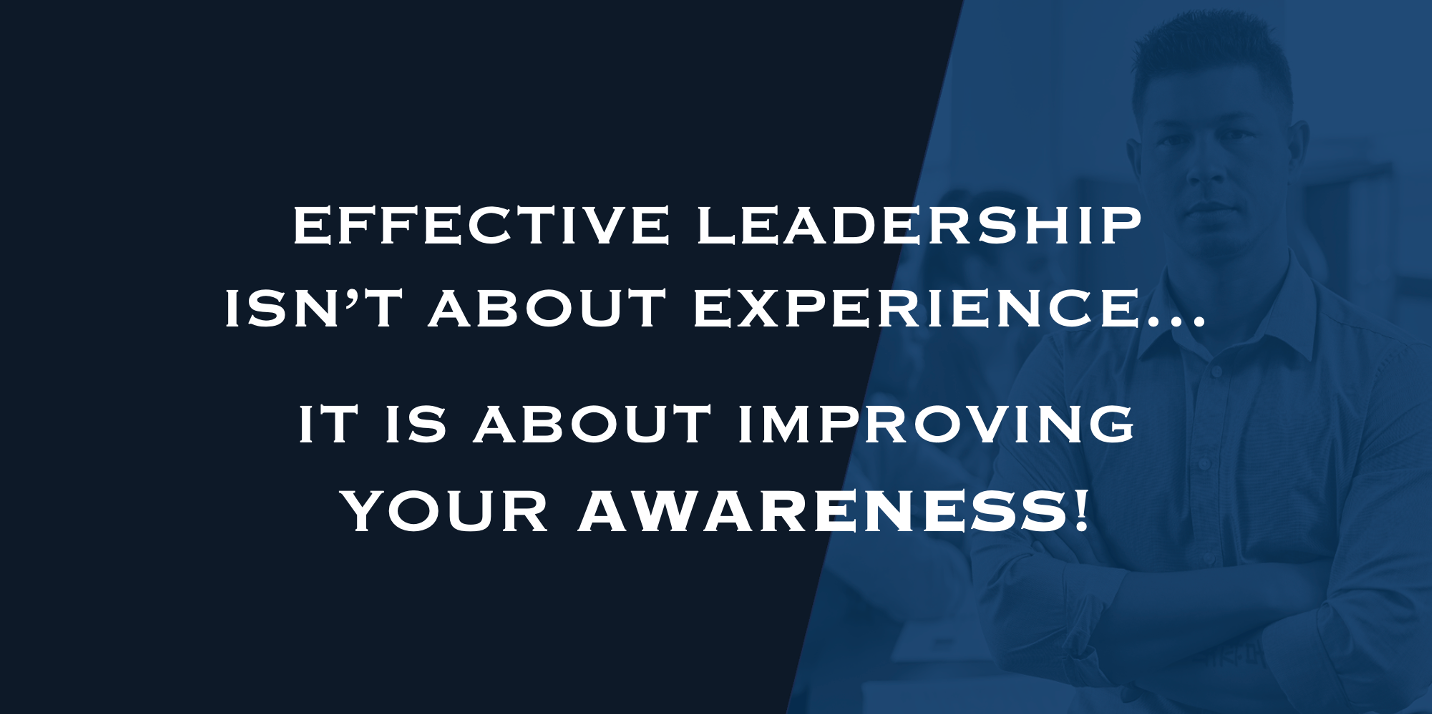 EFFECTIVE LEADERSHIP
ISN’T ABOUT EXPERIENCE...
IT IS ABOUT IMPROVING
YOUR AWARENESS!